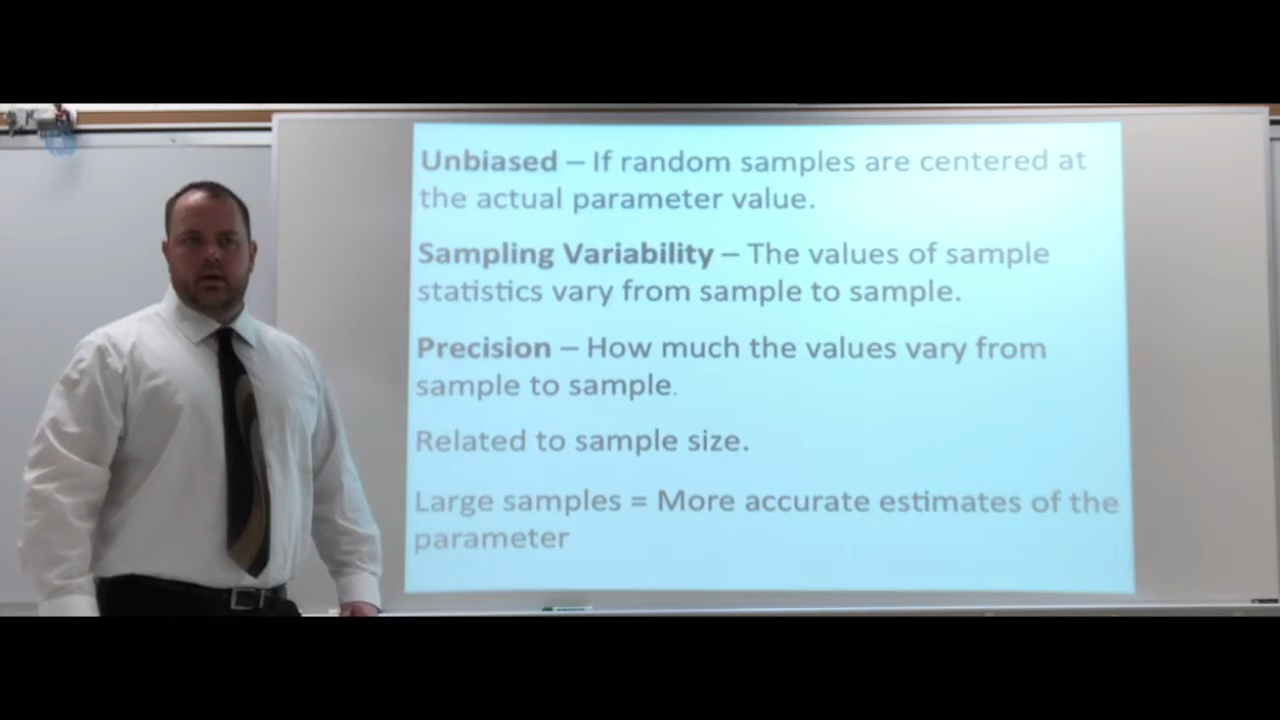 Unbiased – If random samples are centered at
the actual parameter value.
Sampling Variability – The values of sample
statistics vary from sample to sample.
Precision – How much the values vary from
sample to sample.
Related to sample size.
Large samples = More accurate estimates of the
parameter